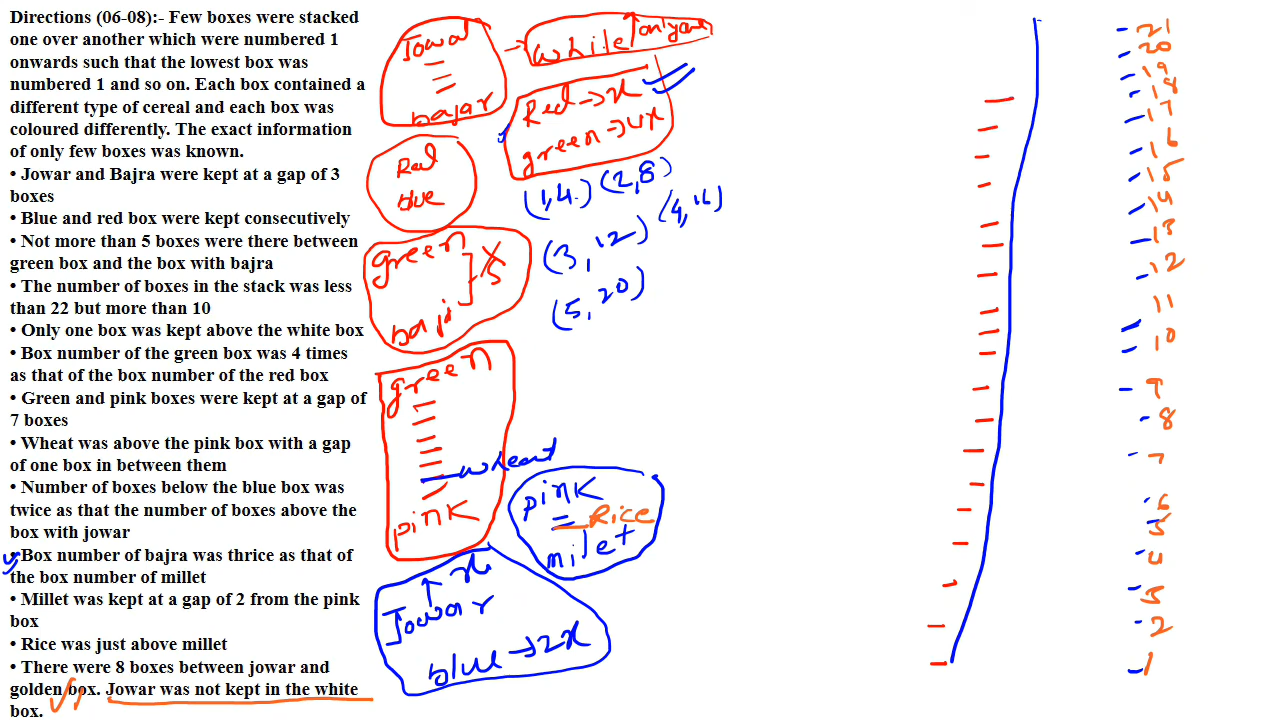 Directions (06-08):- Few boxes were stacked
one over another which were numbered 1
onwards such that the lowest box was
numbered 1 and so on. Each box contained a
different type of cereal and each box was
coloured differently. The exact information
of only few boxes was known.
• Jowar and Bajra were kept at a gap of 3
boxes
• Blue and red box were kept consecutively
• Not more than 5 boxes were there between
green box and the box with bajra
• The number of boxes in the stack was less
than 22 but more than 10
• Only one box was kept above the white box
• Box number of the green box was 4 times
as that of the box number of the red box
• Green and pink boxes were kept at a gap of
7 boxes
• Wheat was above the pink box with a gap
of one box in between them
• Number of boxes below the blue box was
twice as that the number of boxes above the
box with jowar
• Box number of bajra was thrice as that of
the box number of millet
• Millet was kept at a gap of 2 from the pink
box
• Rice was just above millet
• There were 8 boxes between jowar and
golden box. Jowar was not kept in the white
box.
Jowar
bajar
white
Red → x
green → 4x
Red
blue
(1,4) (2,8)
(3,12) (4,16)
(5,20)
green
5
green
wheat
pink
pink
Rice
milet
x
Jowar
blue → 2x
21
20
19
18
17
16
15
14
13
12
11
10
9
8
7
6
5
4
3
2
1